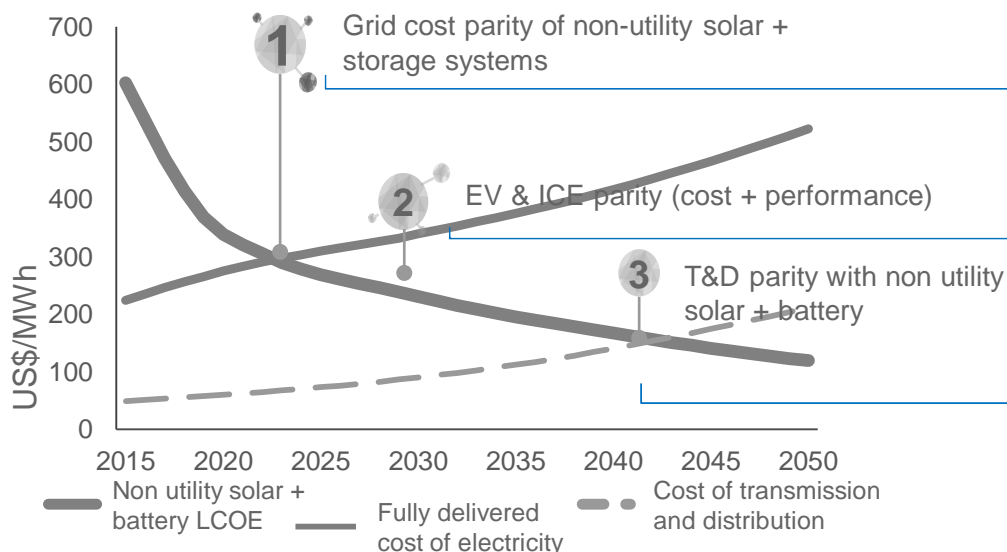 700
600
500
400
300
200
100
0
US$/MWh
1
Grid cost parity of non-utility solar +
storage systems
2
EV & ICE parity (cost + performance)
3
T&D parity with non utility
solar + battery
2015 2020 2025 2030 2035 2040 2045 2050
Non utility solar +
battery LCOE
Fully delivered
cost of electricity
Cost of transmission
and distribution